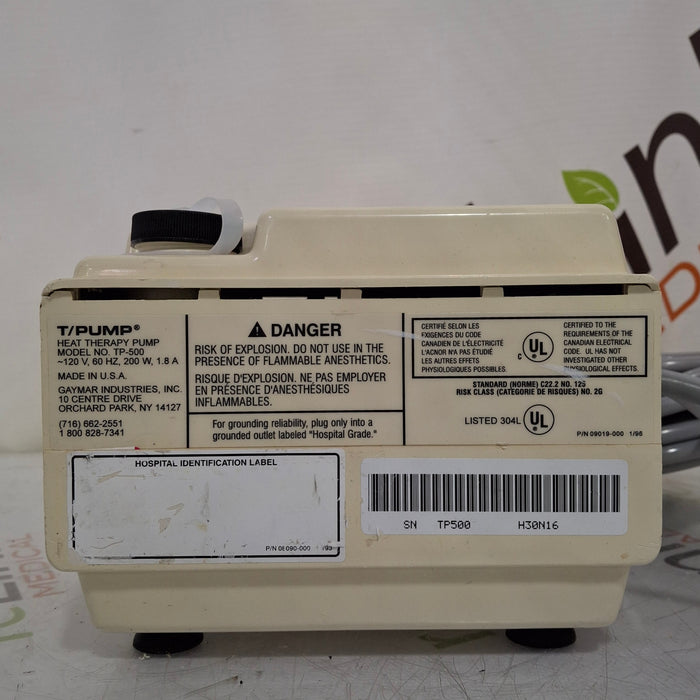 T/PUMP®
HEAT THERAPY PUMP
MODEL NO. TP-500
~120 V, 60 HZ, 200 W, 1.8 A
MADE IN U.S.A.
GAYMAR INDUSTRIES, INC.
10 CENTRE DRIVE
ORCHARD PARK, NY 14127
(716) 662-2551
1 800 828-7341
DANGER
RISK OF EXPLOSION. DO NOT USE IN THE
PRESENCE OF FLAMMABLE ANESTHETICS.
RISQUE D'EXPLOSION. NE PAS EMPLOYER
EN PRÉSENCE D'ANESTHÉSIQUES
INFLAMMABLES.
For grounding reliability, plug only into a
grounded outlet labeled "Hospital Grade."
CERTIFIÉ SELON LES
EXIGENCES DU CODE
CANADIEN DE L'ÉLECTRICITÉ
L'ACNOR N'A PAS ÉTUDIÉ
LES AUTRES EFFETS
PHYSIOLOGIQUES POSSIBLES.
C UL
CERTIFIED TO THE
REQUIREMENTS OF THE
CANADIAN ELECTRICAL
CODE. UL HAS NOT
INVESTIGATED OTHER
PHYSIOLOGICAL EFFECTS.
STANDARD (NORME) C22.2 NO. 125
RISK CLASS (CATÉGORIE DE RISQUES) NO. 2G
LISTED 304L UL
P/N 09019-000 1/96
HOSPITAL IDENTIFICATION LABEL
P/N 08090-000 /93
SN TP500 H30N16
MEDICAL